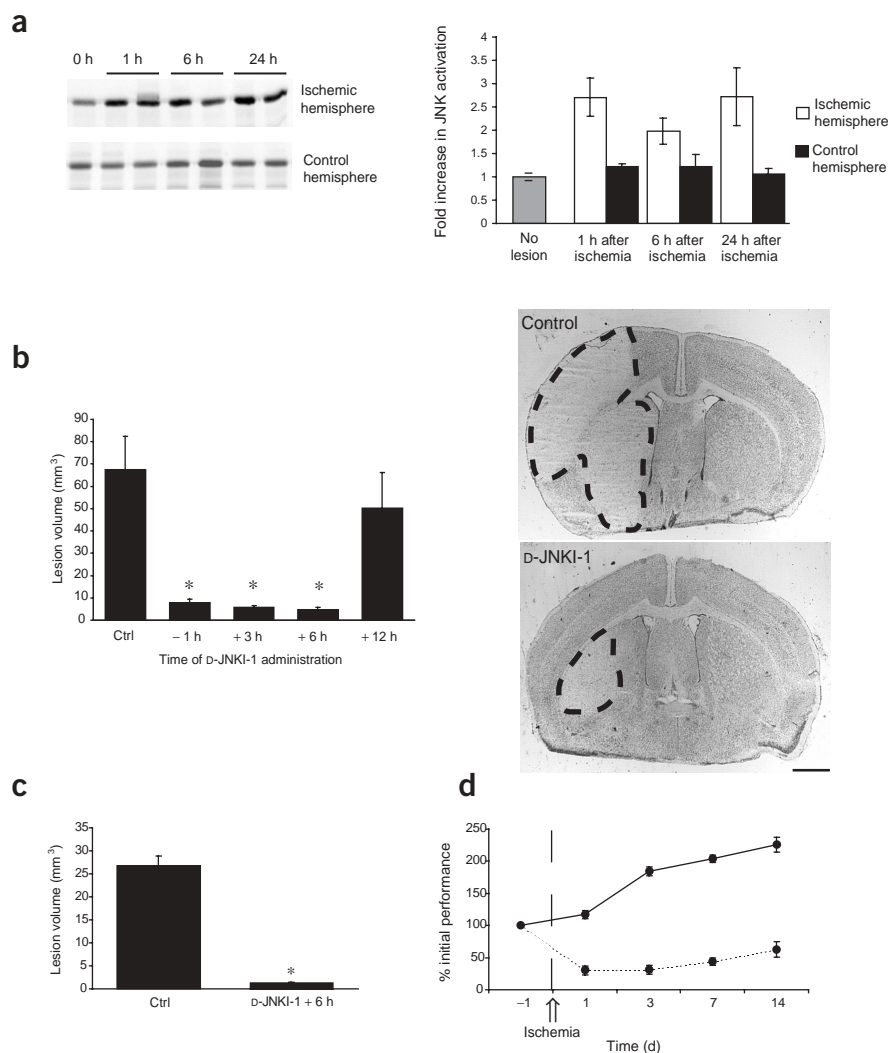 a
0 h 1 h 6 h 24 h
Ischemic
hemisphere
Control
hemisphere
Fold increase in JNK activation
4
3.5
3
2.5
2
1.5
1
0.5
0
No
lesion
1 h after
ischemia
6 h after
ischemia
24 h after
ischemia
Ischemic
hemisphere
Control
hemisphere
b
Lesion volume (mm³)
90
80
70
60
50
40
30
20
10
0
* * *
Ctrl – 1 h + 3 h + 6 h + 12 h
Time of D-JNKI-1 administration
Control
D-JNKI-1
c
Lesion volume (mm³)
35
30
25
20
15
10
5
0
*
Ctrl D-JNKI-1 + 6 h
d
% initial performance
250
200
150
100
50
0
–1 1 3 7 14
Ischemia
Time (d)